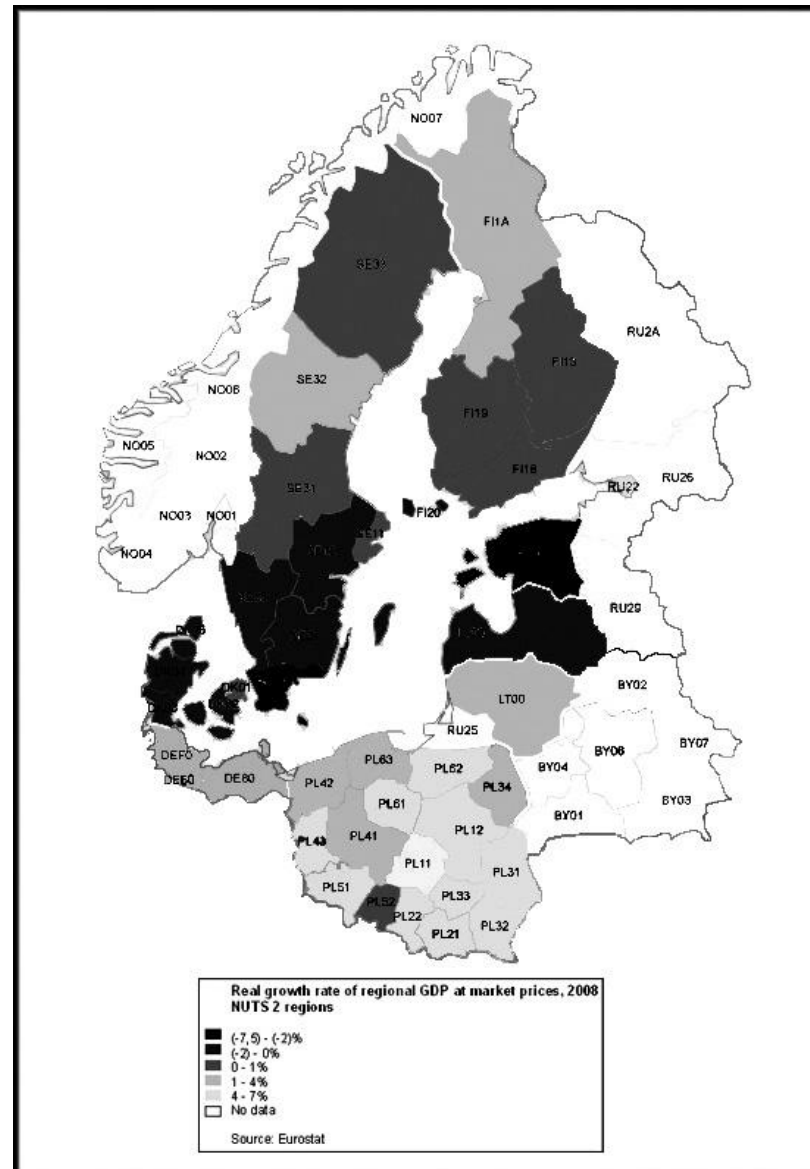 NO07
FI1A
SE33
RU2A
FI13
SE32
NO06
FI19
NO05
NO02
FI18
RU26
SE31
RU22
NO03
NO01
FI20
SE11
NO04
RU29
DK01
LT00
BY02
RU25
BY06
BY07
DEF0
PL63
PL62
BY04
DE80
PL42
PL34
PL61
BY03
BY01
PL41
PL12
PL43
PL11
PL31
PL51
PL33
PL52
PL22
PL32
PL21
Real growth rate of regional GDP at market prices, 2008
NUTS 2 regions
(-7,5) - (-2)%
(-2) - 0%
0 - 1%
1 - 4%
4 - 7%
No data
Source: Eurostat